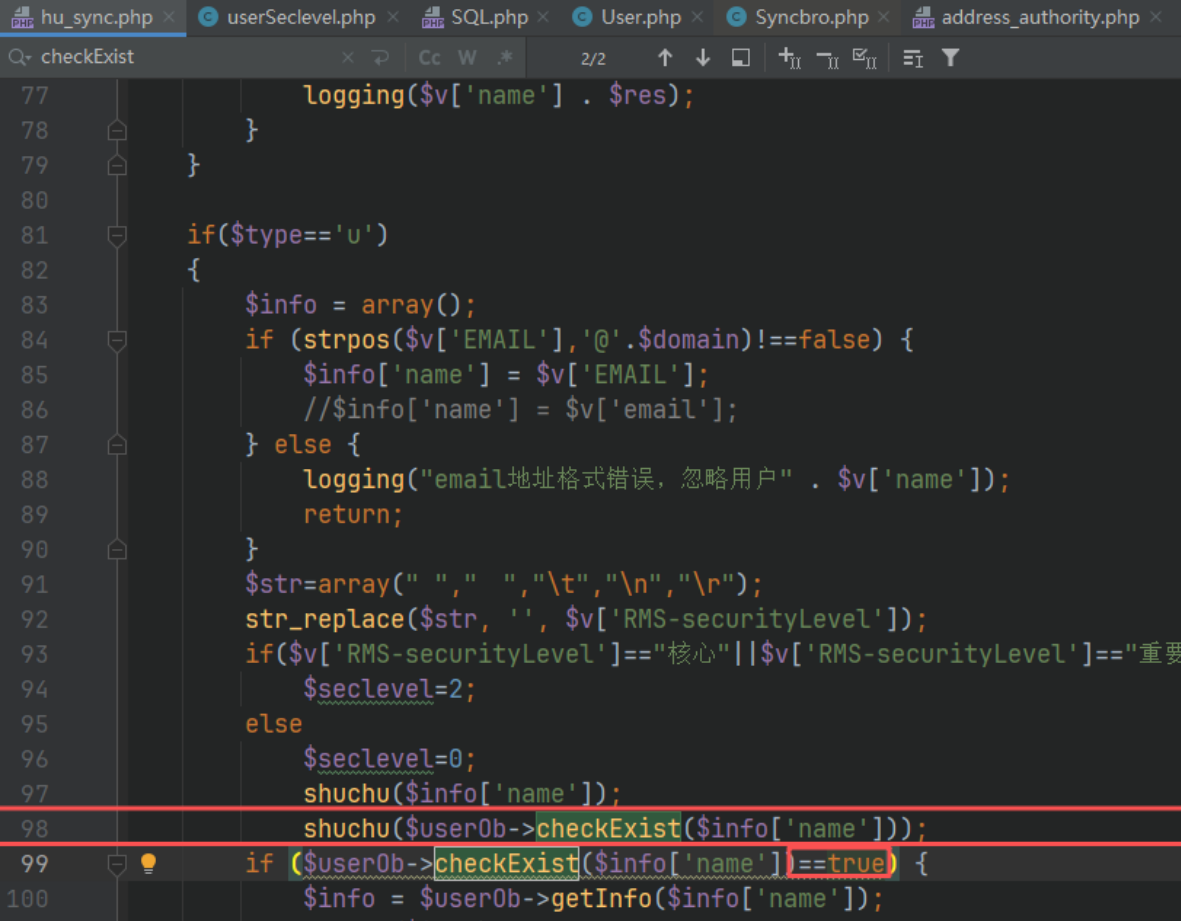 hu_sync.php × userSeclevel.php × SQL.php × User.php × Syncbro.php × address_authority.php ×
checkExist × Cc W .* 2/2
77 logging($v['name'] . $res);
78 }
79 }
80
81 if($type=='u')
82 {
83 $info = array();
84 if (strpos($v['EMAIL'],'@'.$domain)!==false) {
85 $info['name'] = $v['EMAIL'];
86 //$info['name'] = $v['email'];
87 } else {
88 logging("email地址格式错误，忽略用户" . $v['name']);
89 return;
90 }
91 $str=array(" ","  ","\t","\n","\r");
92 str_replace($str, '', $v['RMS-securityLevel']);
93 if($v['RMS-securityLevel']=="核心"||$v['RMS-securityLevel']=="重要
94 $seclevel=2;
95 else
96 $seclevel=0;
97 shuchu($info['name']);
98 shuchu($userOb->checkExist($info['name']));
99 if ($userOb->checkExist($info['name'])==true) {
100 $info = $userOb->getInfo($info['name']);